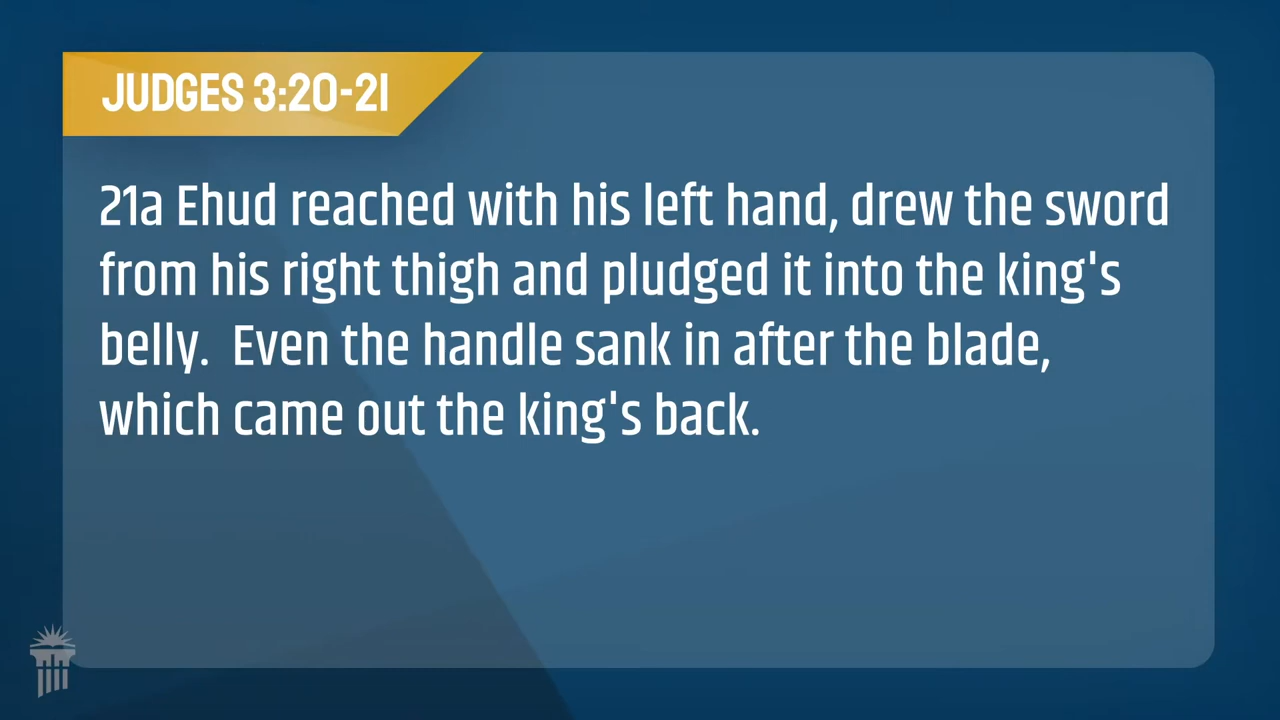 JUDGES 3:20-21
21a Ehud reached with his left hand, drew the sword
from his right thigh and pludged it into the king's
belly.  Even the handle sank in after the blade,
which came out the king's back.